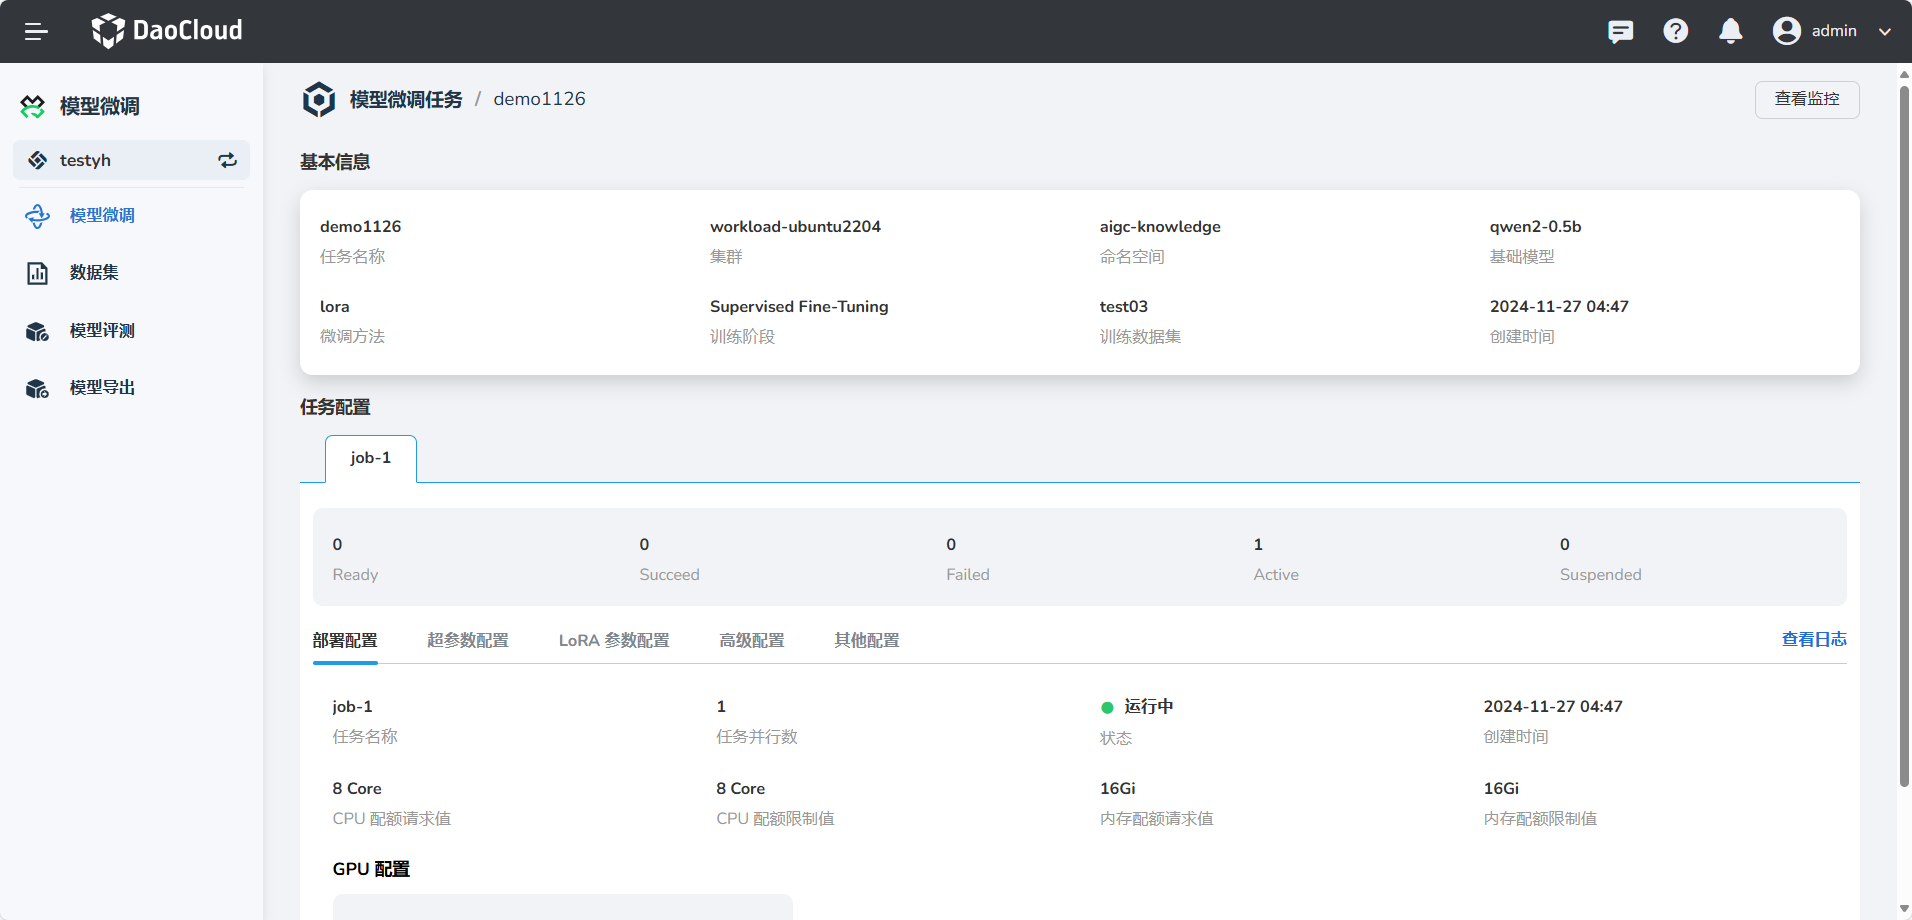 DaoCloud
admin
模型微调
testyh
模型微调
数据集
模型评测
模型导出
模型微调任务 / demo1126
查看监控
基本信息
demo1126
任务名称
workload-ubuntu2204
集群
aigc-knowledge
命名空间
qwen2-0.5b
基础模型
lora
微调方法
Supervised Fine-Tuning
训练阶段
test03
训练数据集
2024-11-27 04:47
创建时间
任务配置
job-1
0
Ready
0
Succeed
0
Failed
1
Active
0
Suspended
部署配置
超参数配置
LoRA 参数配置
高级配置
其他配置
查看日志
job-1
任务名称
1
任务并行数
运行中
状态
2024-11-27 04:47
创建时间
8 Core
CPU 配额请求值
8 Core
CPU 配额限制值
16Gi
内存配额请求值
16Gi
内存配额限制值
GPU 配置